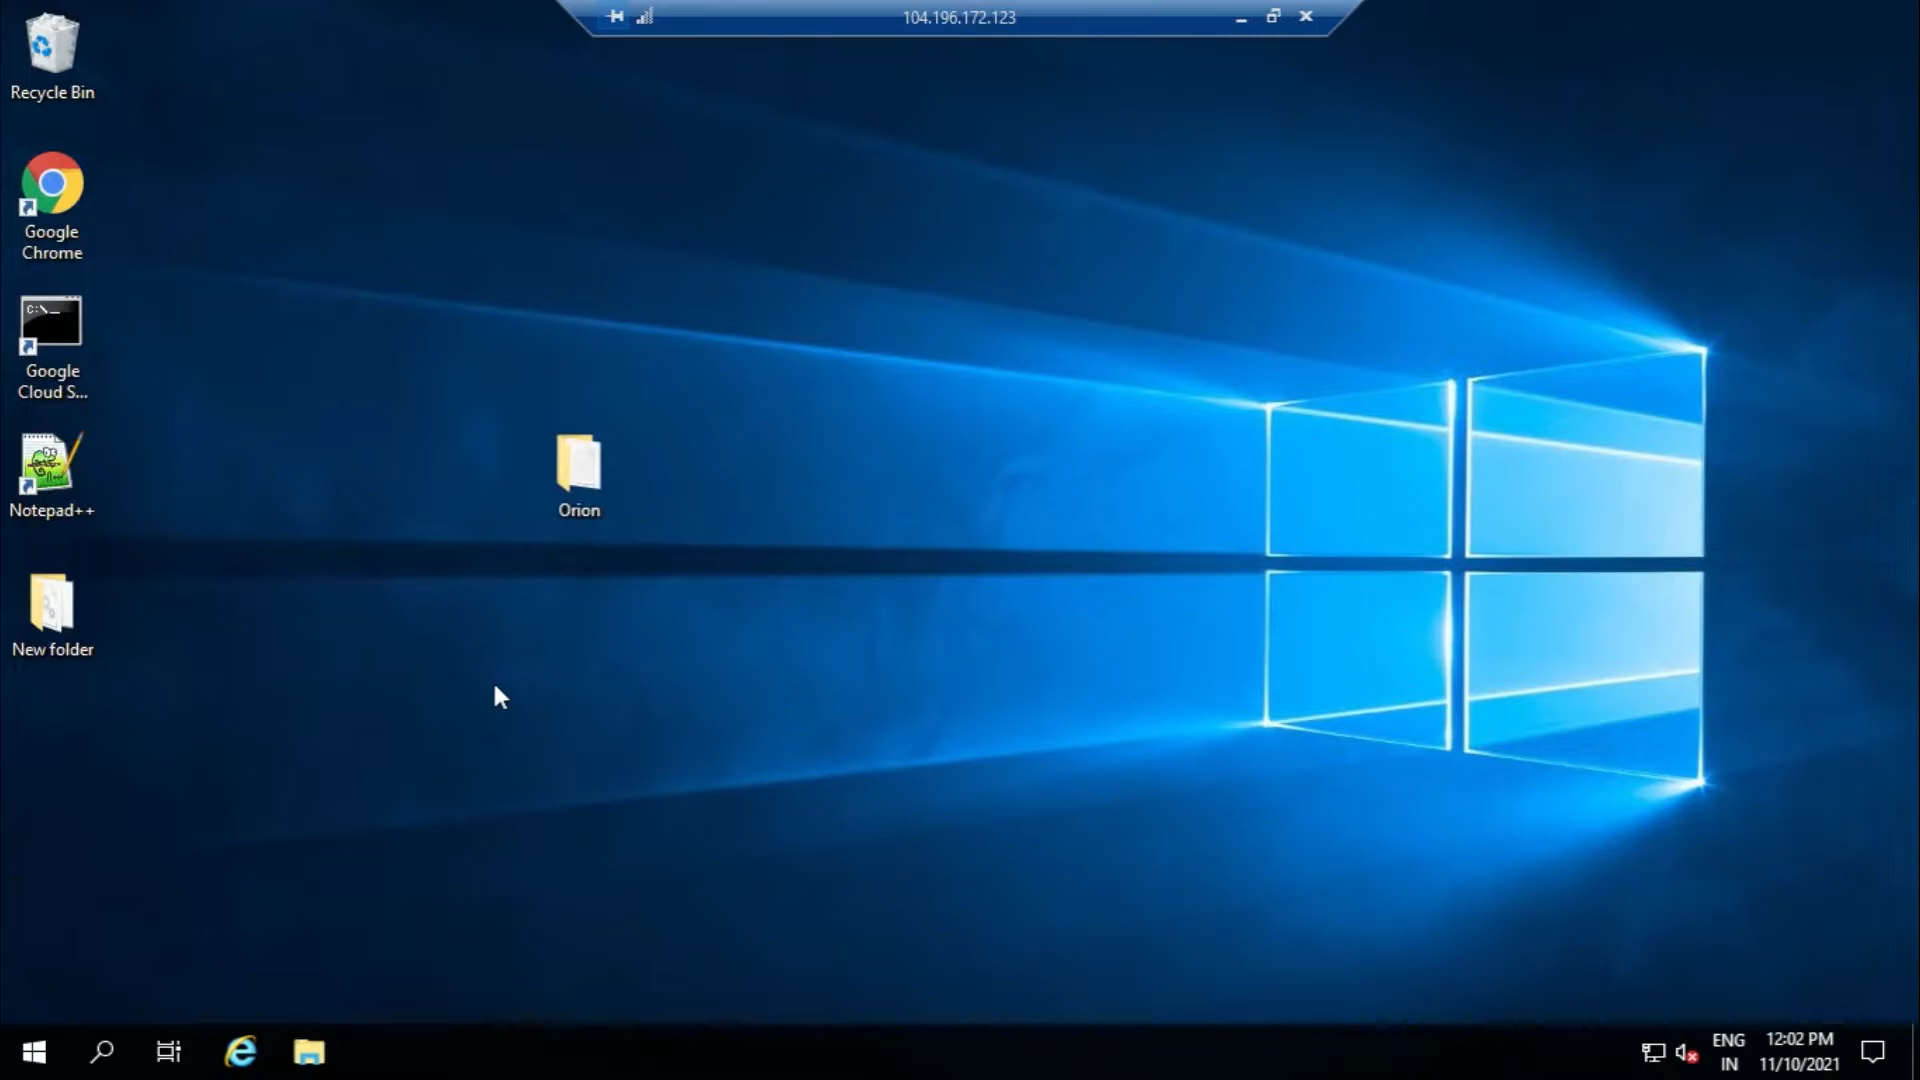 104.196.172.123
Recycle Bin
Google
Chrome
C:\_
Google
Cloud S...
Notepad++
Orion
New folder
ENG
IN
12:02 PM
11/10/2021